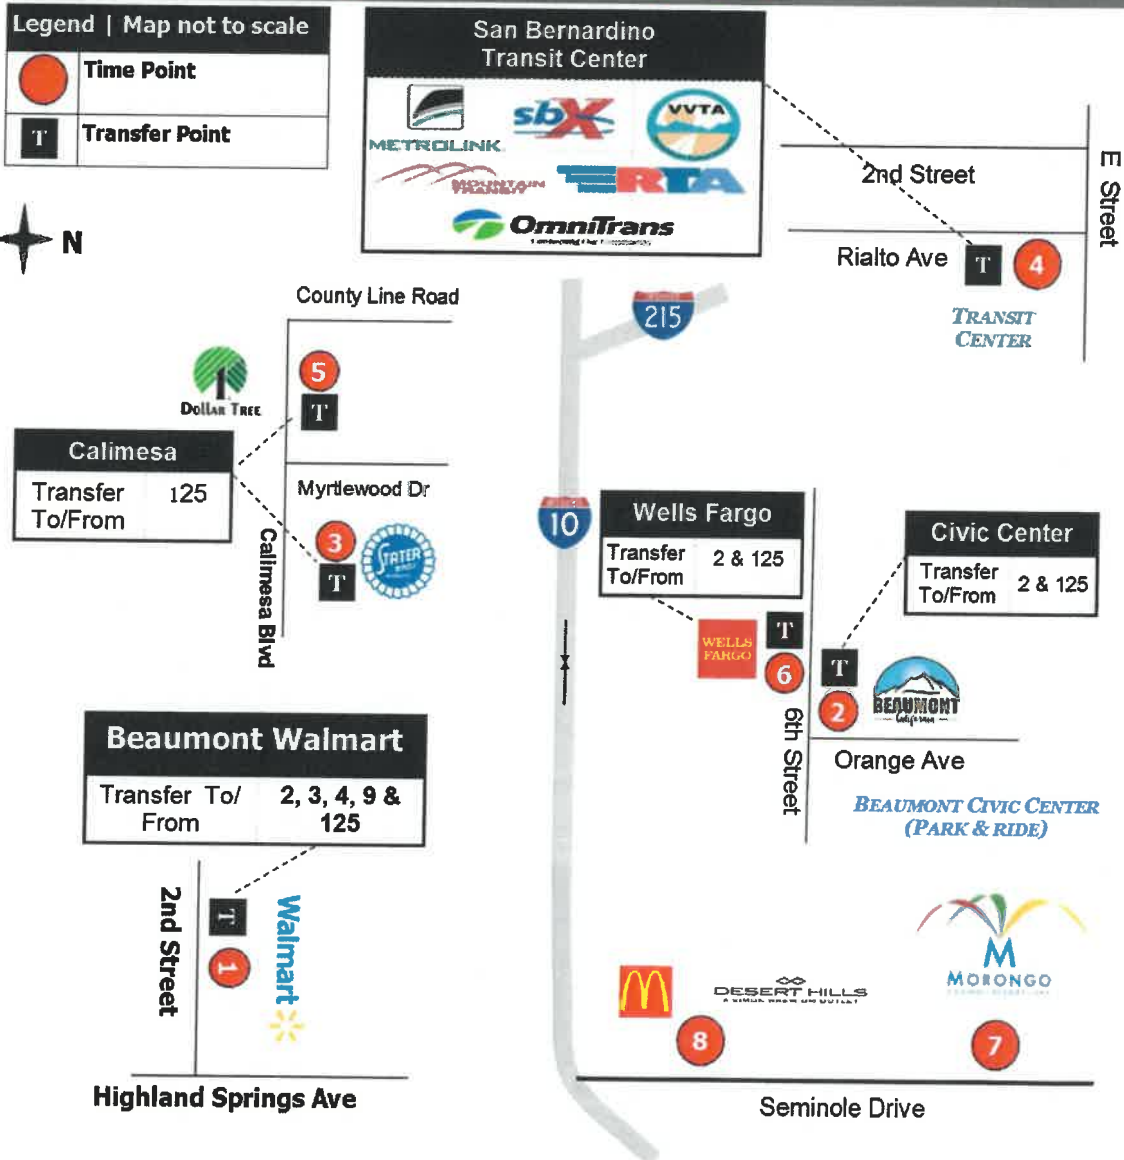 Legend | Map not to scale
Time Point
T
Transfer Point
N
San Bernardino
Transit Center
METROLINK
sbX
VVTA
MOUNTAIN
TRANSIT
RTA
OmniTrans
2nd Street
E Street
Rialto Ave
T
4
TRANSIT
CENTER
County Line Road
215
DOLLAR TREE
5
T
Calimesa
Transfer
To/From
125
Myrtlewood Dr
3
T
STATER
BROS
Calimesa Blvd
10
Wells Fargo
Transfer
To/From
2 & 125
Civic Center
Transfer
To/From
2 & 125
WELLS
FARGO
T
6
T
2
BEAUMONT
California
6th Street
Orange Ave
BEAUMONT CIVIC CENTER
(PARK & RIDE)
Beaumont Walmart
Transfer To/
From
2, 3, 4, 9 &
125
2nd Street
T
1
Walmart
Highland Springs Ave
M
MORONGO
DESERT HILLS
8
7
Seminole Drive